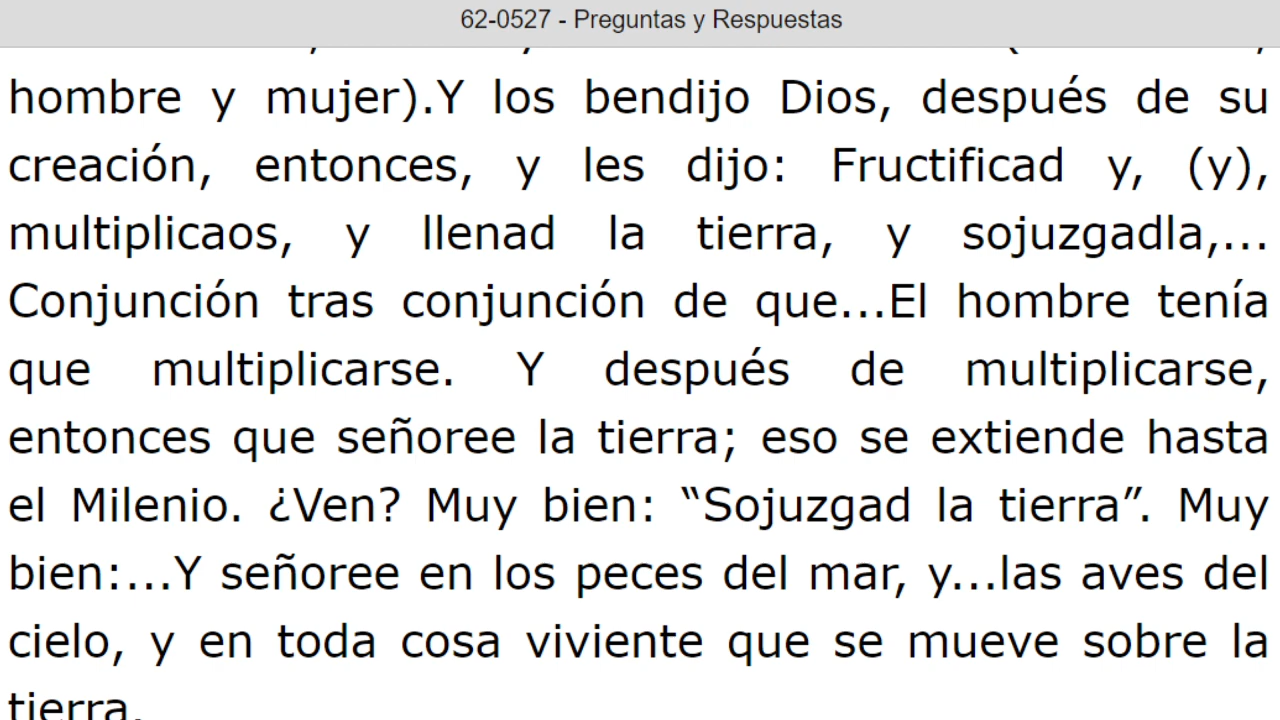 62-0527 - Preguntas y Respuestas
hombre y mujer).Y los bendijo Dios, después de su
creación, entonces, y les dijo: Fructificad y, (y),
multiplicaos, y llenad la tierra, y sojuzgadla,...
Conjunción tras conjunción de que...El hombre tenía
que multiplicarse. Y después de multiplicarse,
entonces que señoree la tierra; eso se extiende hasta
el Milenio. ¿Ven? Muy bien: “Sojuzgad la tierra”. Muy
bien:...Y señoree en los peces del mar, y...las aves del
cielo, y en toda cosa viviente que se mueve sobre la
tierra.